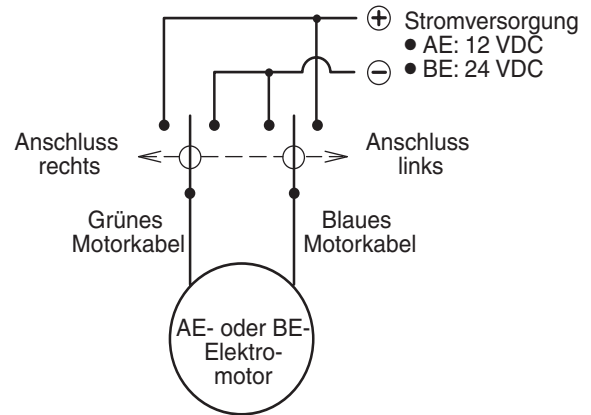 + Stromversorgung
• AE: 12 VDC
− • BE: 24 VDC
Anschluss
rechts
Anschluss
links
Grünes
Motorkabel
Blaues
Motorkabel
AE- oder BE-
Elektro-
motor